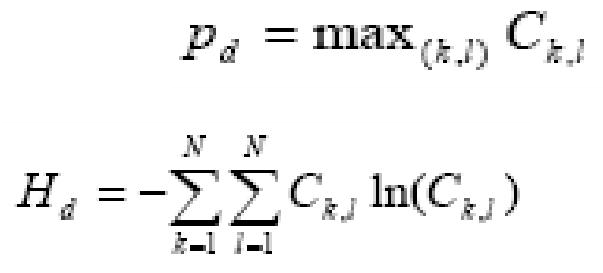 p_d = max_(k,l) C_k,l
H_d = -∑_{k=1}^{N} ∑_{l=1}^{N} C_k,l ln(C_k,l)